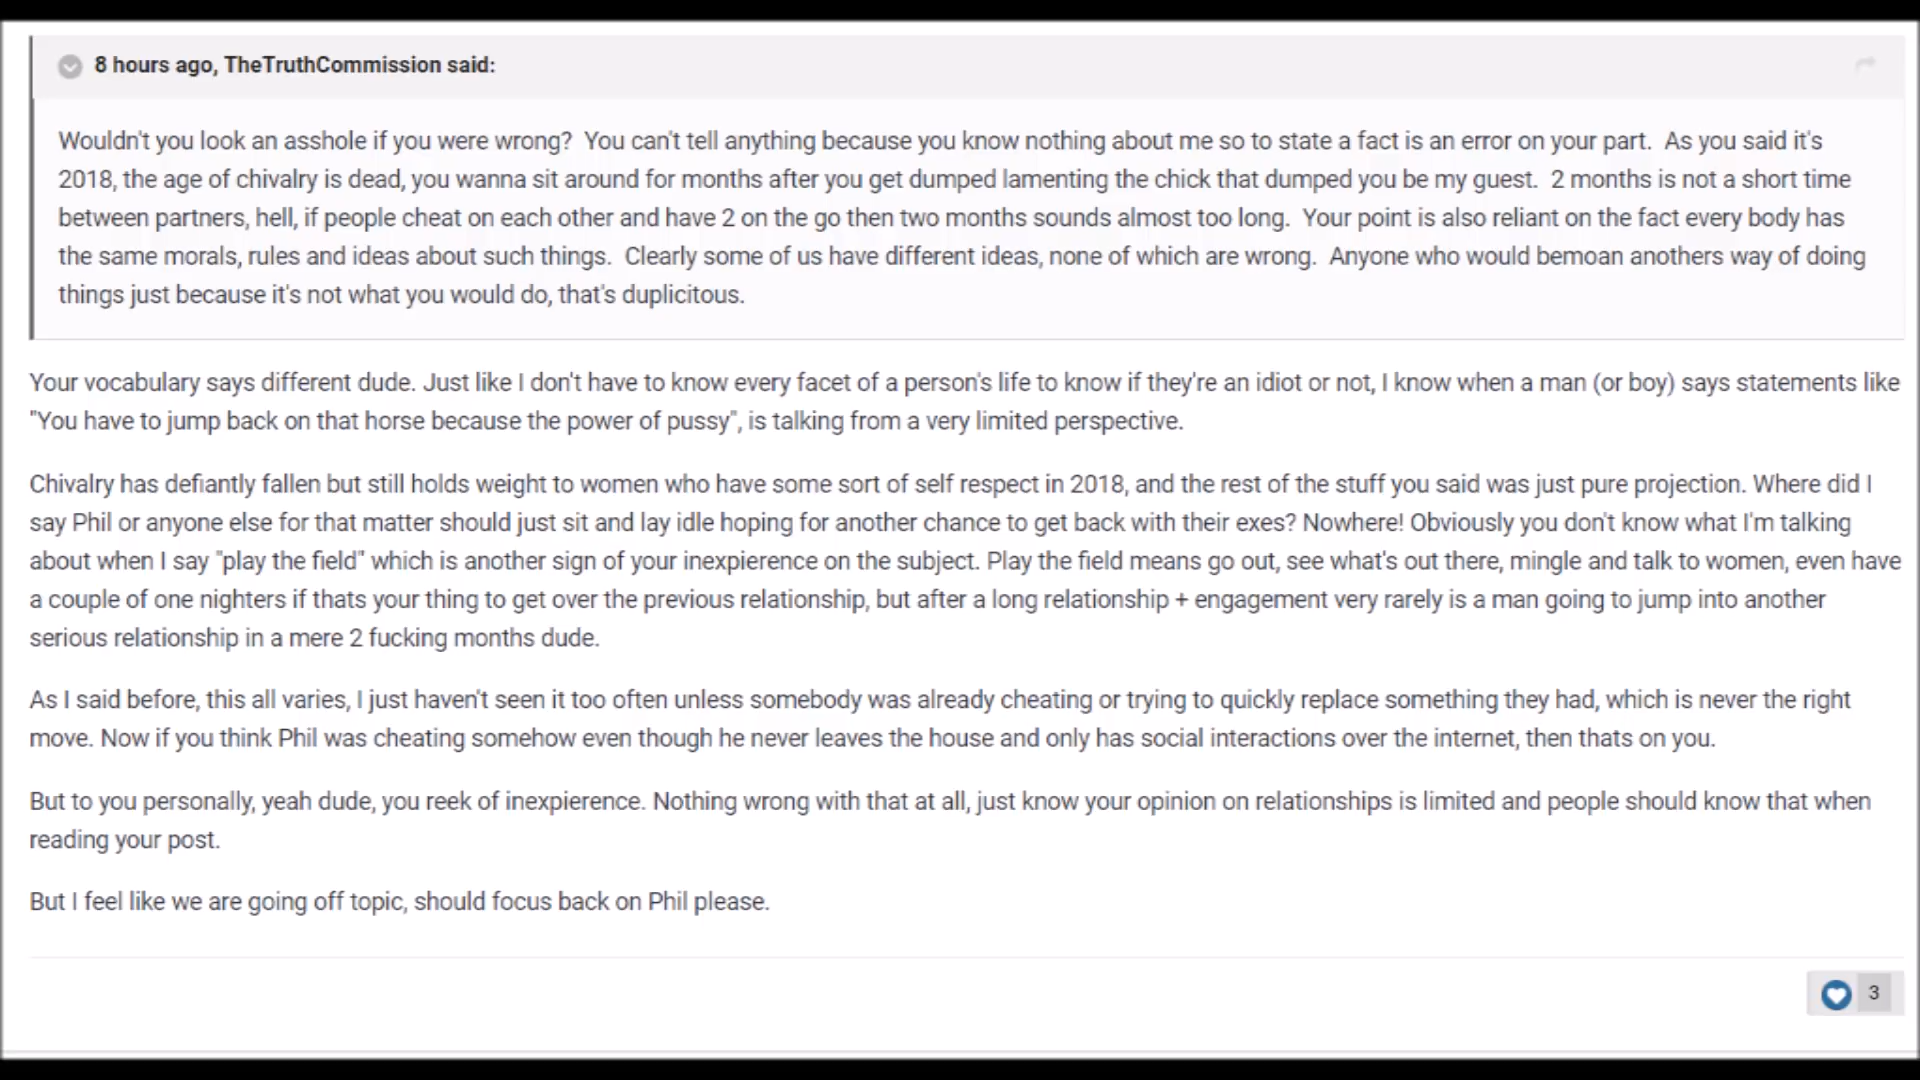 8 hours ago, TheTruthCommission said:
Wouldn't you look an asshole if you were wrong?  You can't tell anything because you know nothing about me so to state a fact is an error on your part.  As you said it's
2018, the age of chivalry is dead, you wanna sit around for months after you get dumped lamenting the chick that dumped you be my guest.  2 months is not a short time
between partners, hell, if people cheat on each other and have 2 on the go then two months sounds almost too long.  Your point is also reliant on the fact every body has
the same morals, rules and ideas about such things.  Clearly some of us have different ideas, none of which are wrong.  Anyone who would bemoan anothers way of doing
things just because it's not what you would do, that's duplicitous.
Your vocabulary says different dude. Just like I don't have to know every facet of a person's life to know if they're an idiot or not, I know when a man (or boy) says statements like
"You have to jump back on that horse because the power of pussy", is talking from a very limited perspective.
Chivalry has defiantly fallen but still holds weight to women who have some sort of self respect in 2018, and the rest of the stuff you said was just pure projection. Where did I
say Phil or anyone else for that matter should just sit and lay idle hoping for another chance to get back with their exes? Nowhere! Obviously you don't know what I'm talking
about when I say "play the field" which is another sign of your inexpierence on the subject. Play the field means go out, see what's out there, mingle and talk to women, even have
a couple of one nighters if thats your thing to get over the previous relationship, but after a long relationship + engagement very rarely is a man going to jump into another
serious relationship in a mere 2 fucking months dude.
As I said before, this all varies, I just haven't seen it too often unless somebody was already cheating or trying to quickly replace something they had, which is never the right
move. Now if you think Phil was cheating somehow even though he never leaves the house and only has social interactions over the internet, then thats on you.
But to you personally, yeah dude, you reek of inexpierence. Nothing wrong with that at all, just know your opinion on relationships is limited and people should know that when
reading your post.
But I feel like we are going off topic, should focus back on Phil please.
3